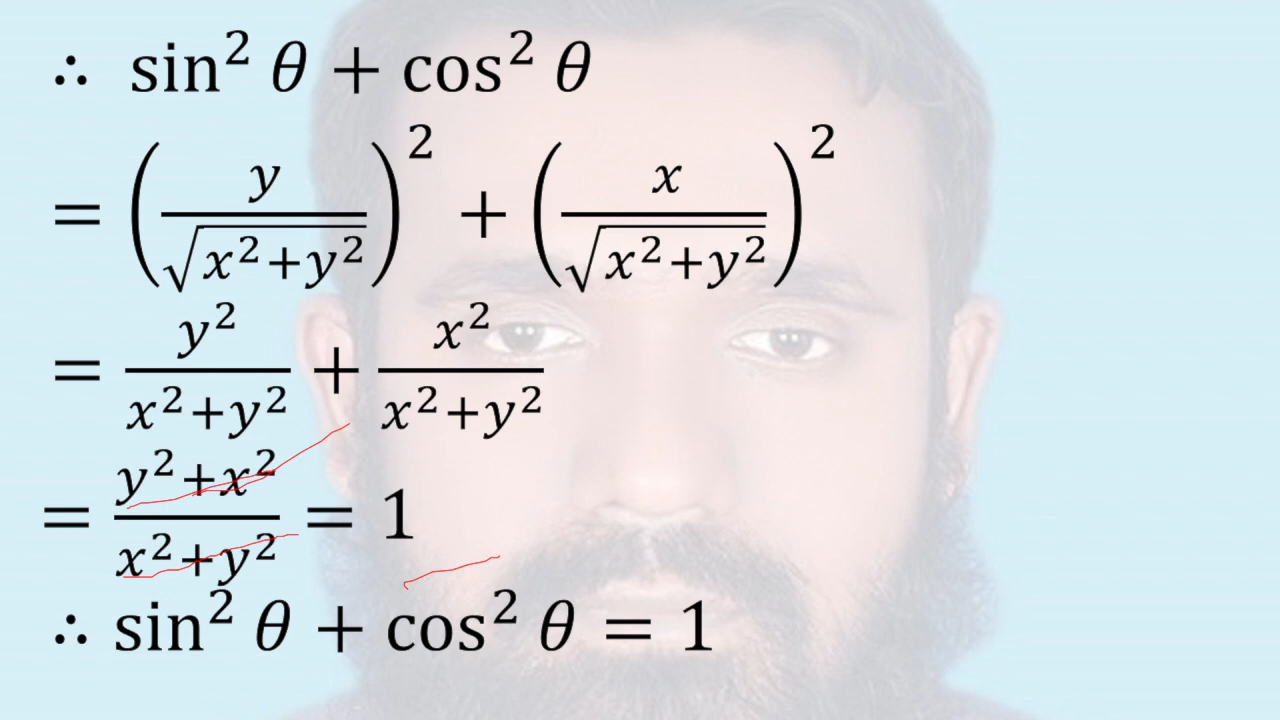 ∴ sin² θ + cos² θ
= (y/√(x²+y²))² + (x/√(x²+y²))²
= y²/(x²+y²) + x²/(x²+y²)
= (y²+x²)/(x²+y²) = 1
∴ sin² θ + cos² θ = 1